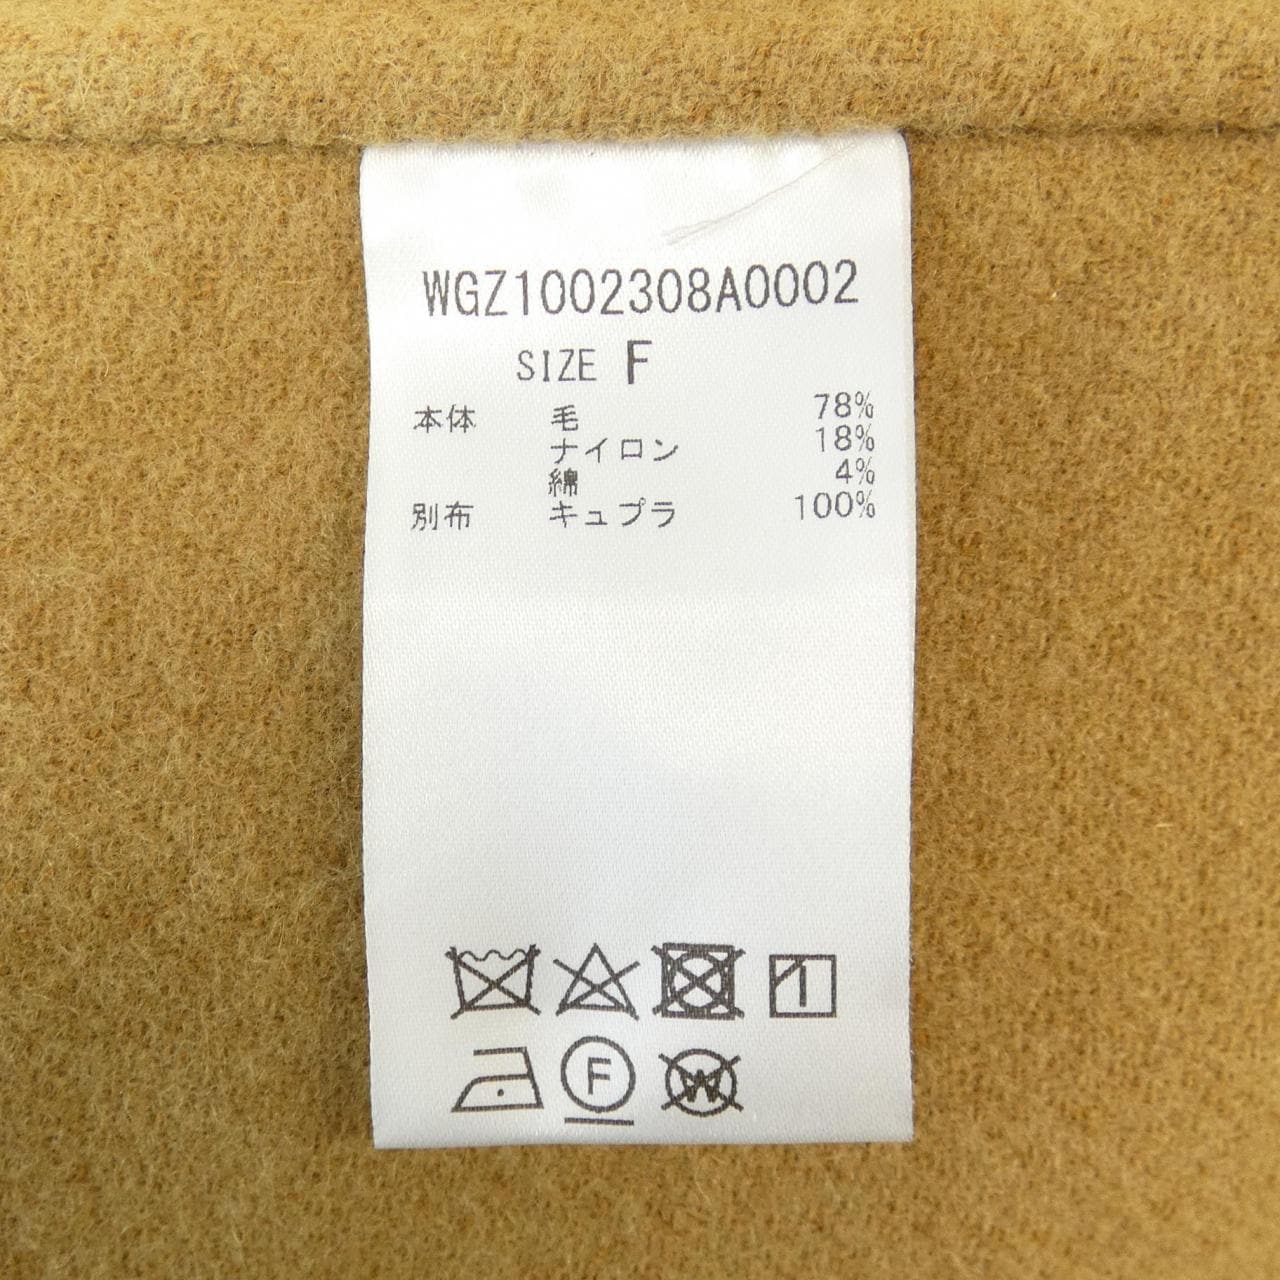 WGZ1002308A0002
SIZE F
本体 毛 78%
ナイロン 18%
綿 4%
別布 キュプラ 100%
F
W